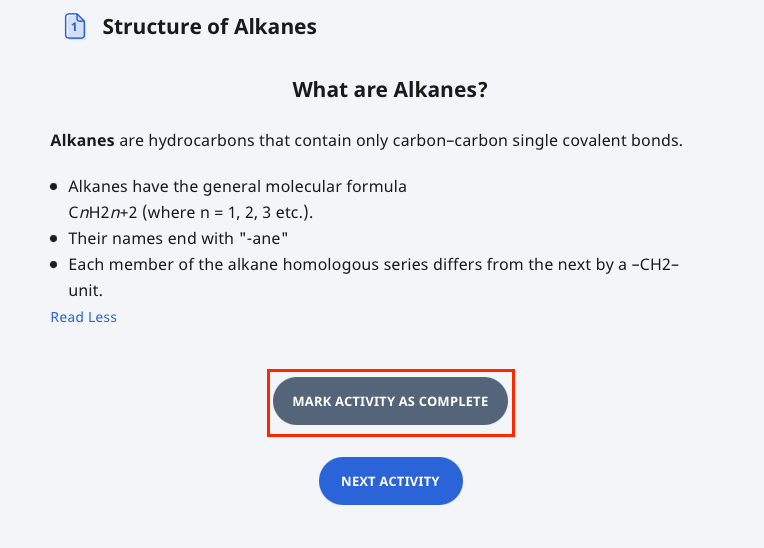 1 Structure of Alkanes
What are Alkanes?
Alkanes are hydrocarbons that contain only carbon–carbon single covalent bonds.
Alkanes have the general molecular formula
CnH2n+2 (where n = 1, 2, 3 etc.).
Their names end with "-ane"
Each member of the alkane homologous series differs from the next by a –CH2–
unit.
Read Less
MARK ACTIVITY AS COMPLETE
NEXT ACTIVITY